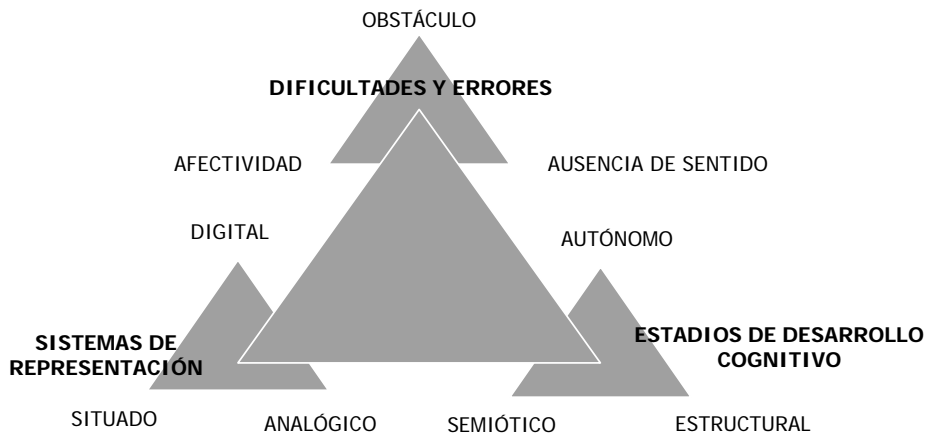 OBSTÁCULO
DIFICULTADES Y ERRORES
AFECTIVIDAD
AUSENCIA DE SENTIDO
DIGITAL
AUTÓNOMO
SISTEMAS DE
REPRESENTACIÓN
ESTADIOS DE DESARROLLO
COGNITIVO
SITUADO
ANALÓGICO
SEMIÓTICO
ESTRUCTURAL